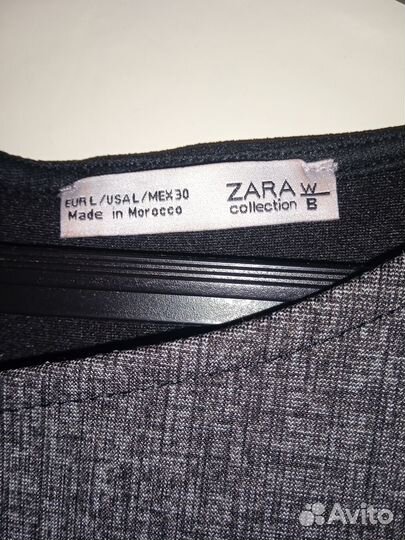 EUR L / USA L / MEX 30
Made in Morocco
ZARA W
collection B
Avito